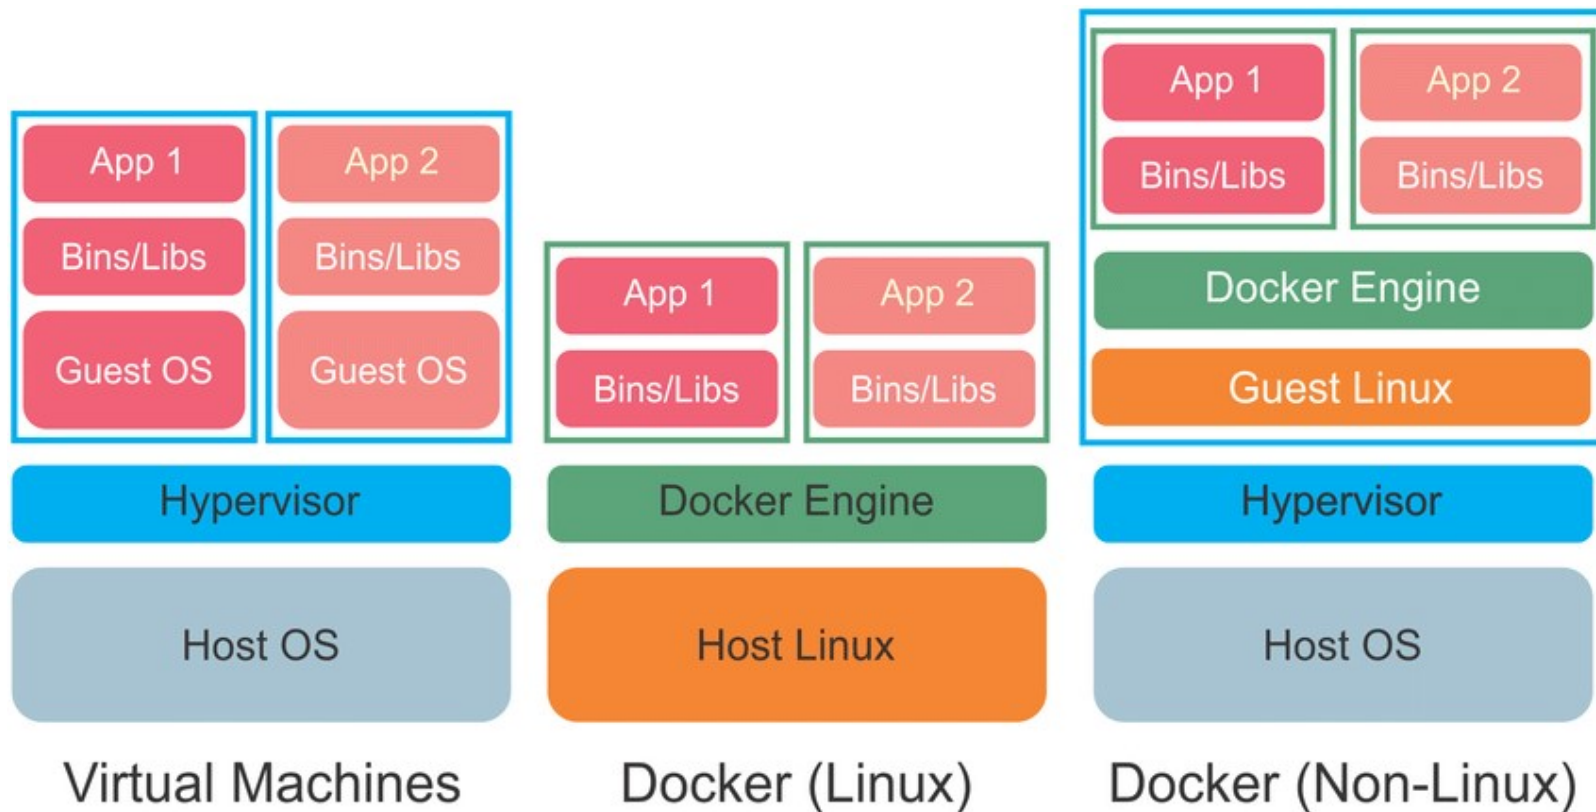 App 1
App 2
Bins/Libs
Bins/Libs
Guest OS
Guest OS
Hypervisor
Host OS
Virtual Machines
App 1
App 2
Bins/Libs
Bins/Libs
Docker Engine
Host Linux
Docker (Linux)
App 1
App 2
Bins/Libs
Bins/Libs
Docker Engine
Guest Linux
Hypervisor
Host OS
Docker (Non-Linux)